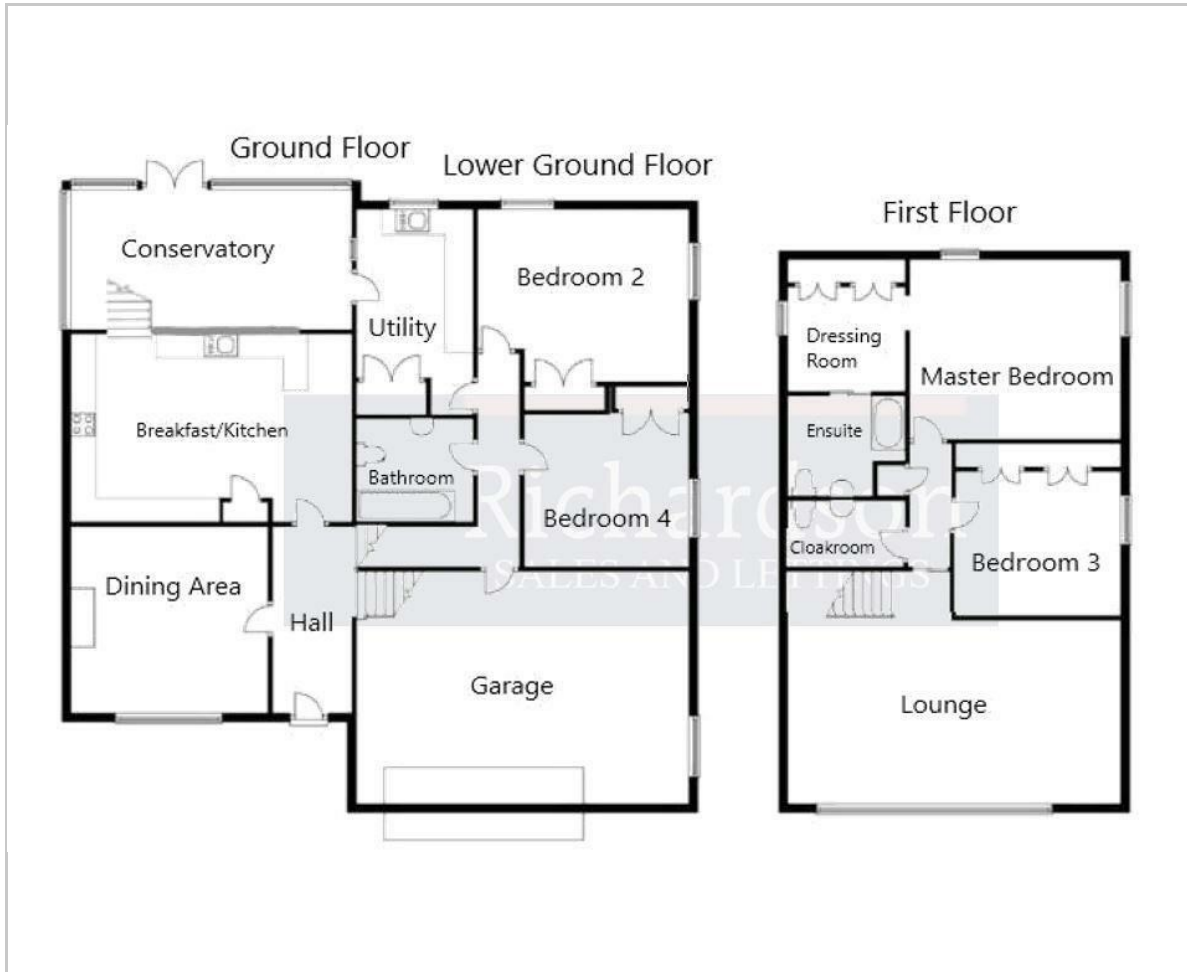 Ground Floor
Lower Ground Floor
First Floor
Conservatory
Bedroom 2
Utility
Breakfast/Kitchen
Bathroom
Bedroom 4
Dining Area
Hall
Garage
Dressing
Room
Master Bedroom
Ensuite
Cloakroom
Bedroom 3
Lounge
Richardson
SALES AND LETTINGS